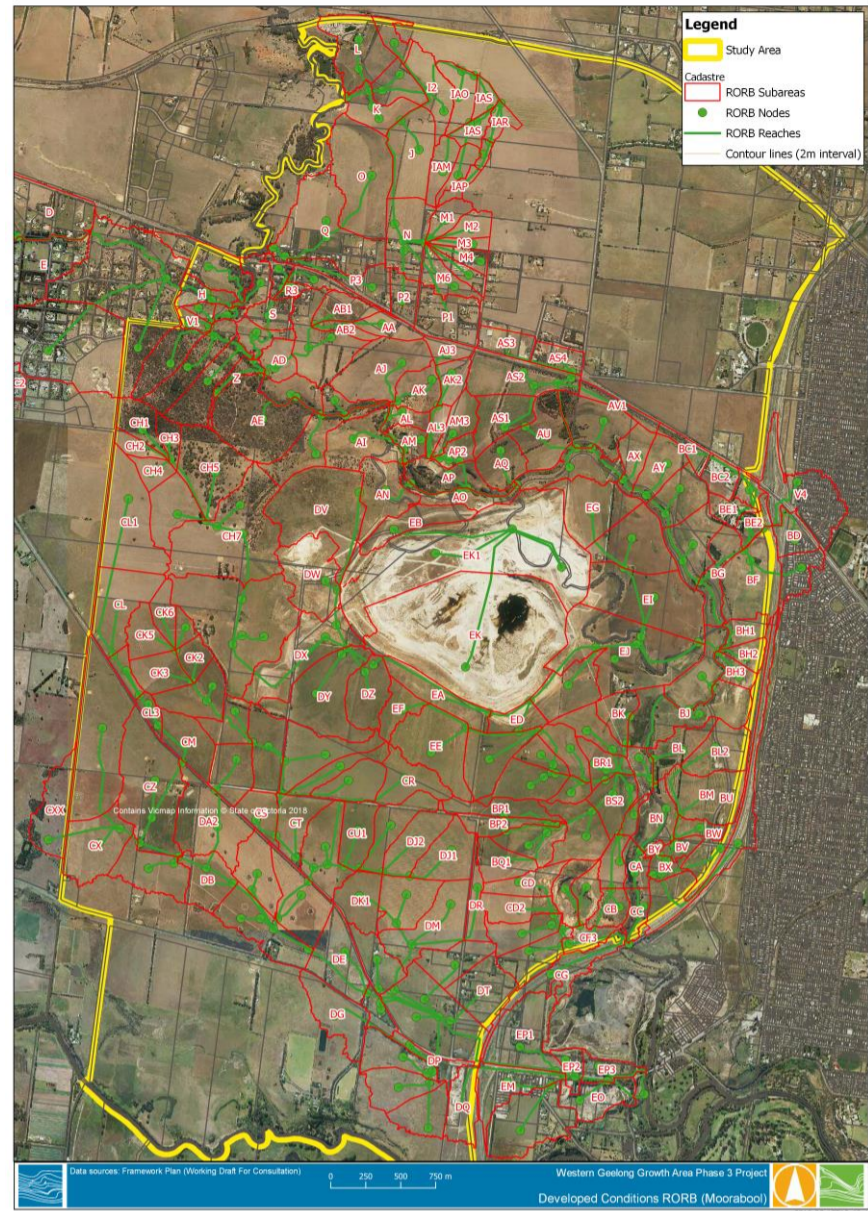 Legend
Study Area
Cadastre
RORB Subareas
RORB Nodes
RORB Reaches
Contour lines (2m interval)
L
I2
IAO
IAS
K
IAR
IAS
J
IAM
O
IAP
D
M1
Q
N
M2
M3
E
M4
P3
M6
H
R3
P2
S
AB1
P1
V1
AA
AB2
AJ3
AS3
AD
AS4
Z
AJ
AK2
AS2
AK
AE
AV1
CH1
AL
AL3
AM3
AS1
AU
CH2
CH3
AI
AM
BC1
AP2
AX
AY
CH4
CH5
AQ
AP
BC2
V4
AN
AO
CL1
DV
EG
BE1
BE2
EB
CH7
BD
EK1
BG
DW
BF
EI
CL
CK6
CK5
EK
BH1
CK2
DX
EJ
BH2
CK3
DZ
BH3
DY
EA
CL3
EF
ED
BK
BJ
CM
EE
BL
BL2
BR1
CZ
CR
BM
BU
BS2
CXX
Contains Vicmap Information © State of Victoria 2018
BP1
BN
DA2
CS
CT
BP2
CU1
BW
CX
DJ2
BY
BV
DJ1
BQ1
CA
BX
DB
CD
DK1
DR
CD2
CB
DM
CC
CF3
DE
CG
DT
DG
EP1
DP
EP2
EP3
EM
DQ
EO
Data sources: Framework Plan (Working Draft For Consultation)
0 250 500 750 m
Western Geelong Growth Area Phase 3 Project
Developed Conditions RORB (Moorabool)